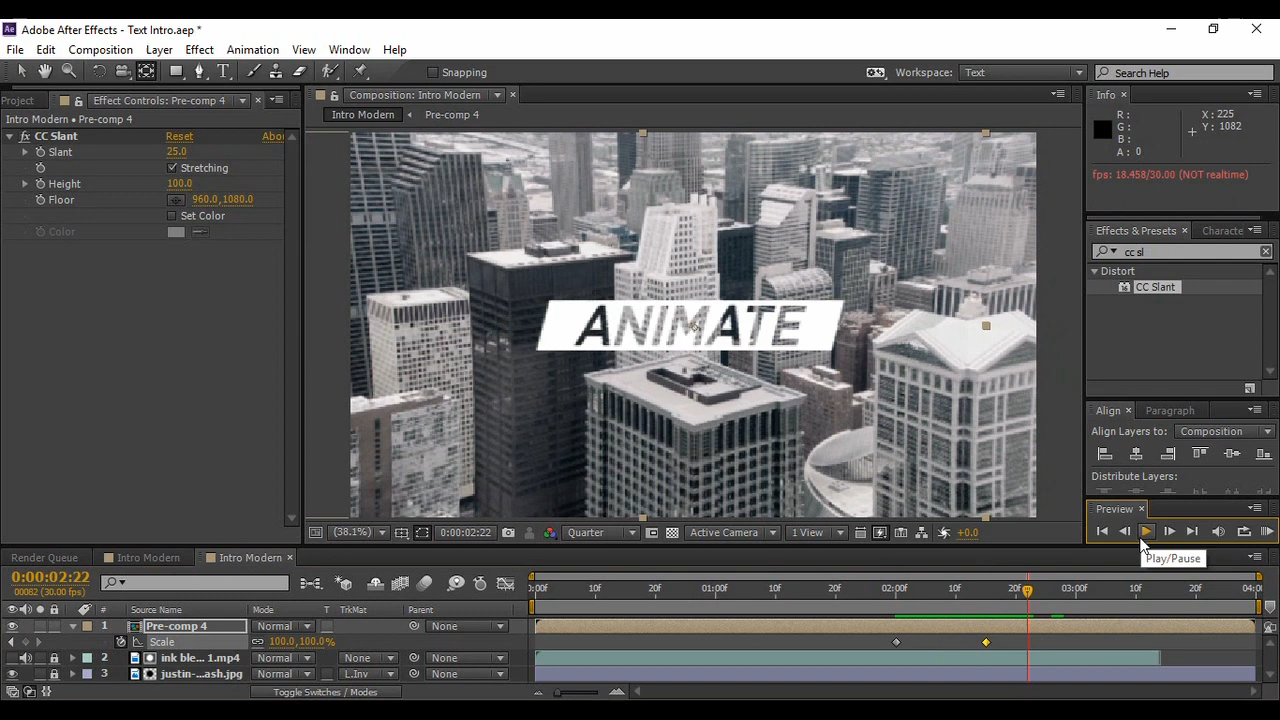 Ae Adobe After Effects - Text Intro.aep *
File Edit Composition Layer Effect Animation View Window Help
Snapping
Workspace: Text
Search Help
Project
Effect Controls: Pre-comp 4
Composition: Intro Modern
Info
Intro Modern • Pre-comp 4
Intro Modern
Pre-comp 4
R:
G:
B:
A: 0
X: 225
Y: 1082
fx CC Slant Reset Abou
Slant 25.0
Stretching
Height 100.0
Floor 960.0,1080.0
Set Color
Color
fps: 18.458/30.00 (NOT realtime)
Effects & Presets
Characte
cc sl
Distort
CC Slant
ANIMATE
Align
Paragraph
Align Layers to: Composition
Distribute Layers:
Preview
Play/Pause
(38.1%)
0:00:02:22
Quarter
Active Camera
1 View
+0.0
Render Queue
Intro Modern
Intro Modern
0:00:02:22
00082 (30.00 fps)
:00f 10f 20f 01:00f 10f 20f 02:00f 10f 20f 03:00f 10f 20f 04:00
# Source Name Mode T TrkMat Parent
1 Pre-comp 4 Normal None
Scale 100.0,100.0%
2 ink ble... 1.mp4 Normal None None
3 justin-...ash.jpg Normal L.Inv None
Toggle Switches / Modes